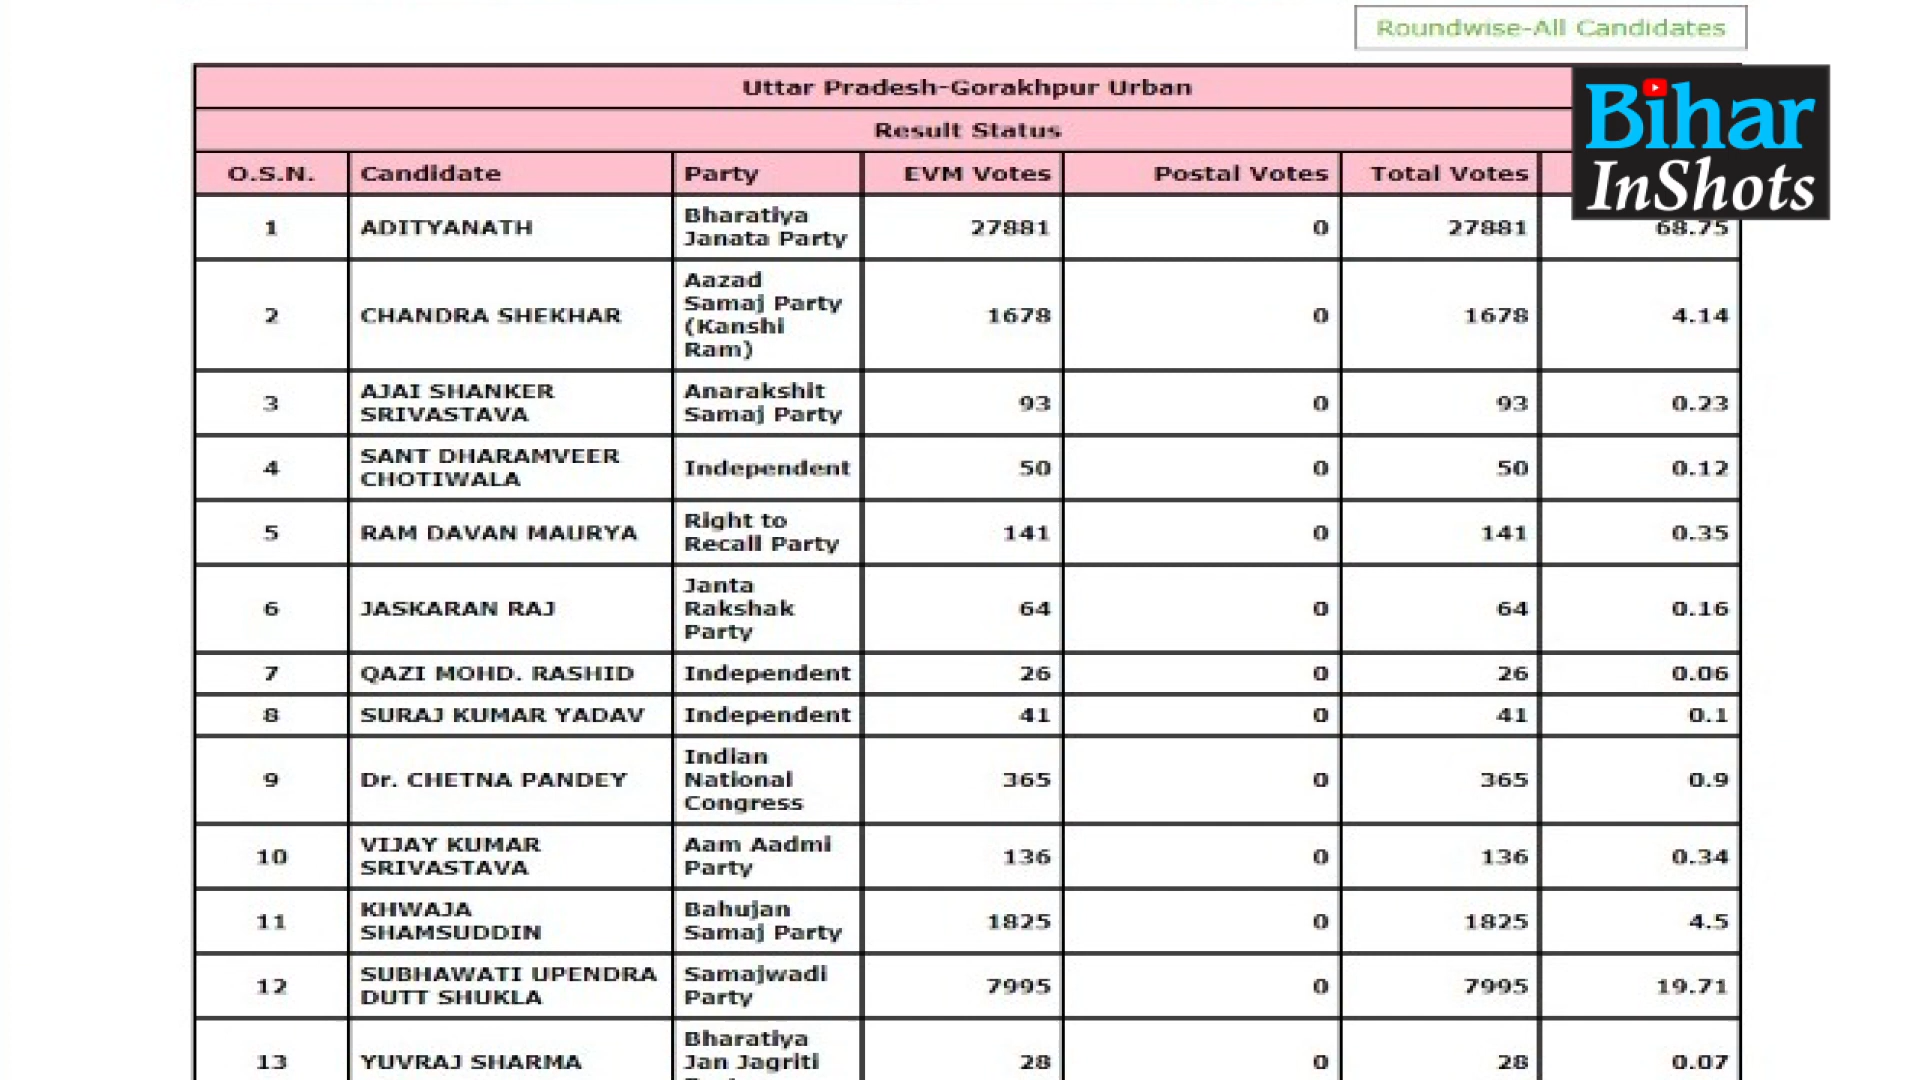 Roundwise-All Candidates
Uttar Pradesh-Gorakhpur Urban
Result Status
Bihar
InShots
O.S.N. Candidate Party EVM Votes Postal Votes Total Votes
1 ADITYANATH Bharatiya Janata Party 27881 0 27881 68.75
2 CHANDRA SHEKHAR Aazad Samaj Party (Kanshi Ram) 1678 0 1678 4.14
3 AJAI SHANKER SRIVASTAVA Anarakshit Samaj Party 93 0 93 0.23
4 SANT DHARAMVEER CHOTIWALA Independent 50 0 50 0.12
5 RAM DAVAN MAURYA Right to Recall Party 141 0 141 0.35
6 JASKARAN RAJ Janta Rakshak Party 64 0 64 0.16
7 QAZI MOHD. RASHID Independent 26 0 26 0.06
8 SURAJ KUMAR YADAV Independent 41 0 41 0.1
9 Dr. CHETNA PANDEY Indian National Congress 365 0 365 0.9
10 VIJAY KUMAR SRIVASTAVA Aam Aadmi Party 136 0 136 0.34
11 KHWAJA SHAMSUDDIN Bahujan Samaj Party 1825 0 1825 4.5
12 SUBHAWATI UPENDRA DUTT SHUKLA Samajwadi Party 7995 0 7995 19.71
13 YUVRAJ SHARMA Bharatiya Jan Jagriti 28 0 28 0.07